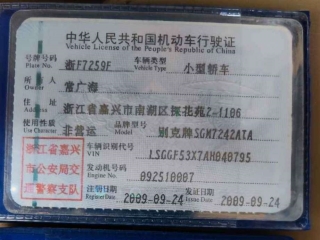 中华人民共和国机动车行驶证
Vehicle License of the People's Republic of China
号牌号码 浙F7259F 车辆类型 小型轿车
Plate No. Vehicle Type
所有人 常广海
Owner
住址 浙江省嘉兴市南湖区探花苑2-1106
Address
使用性质 非营运 品牌型号 别克牌SGM7242ATA
Use Character Model
浙江省嘉兴 车辆识别代号 LSGGF53X7AH040795
VIN
市公安局交 发动机号码 092510007
Engine No.
通警察支队 注册日期 2009-09-24 发证日期 2009-09-24
Register Date Issue Date